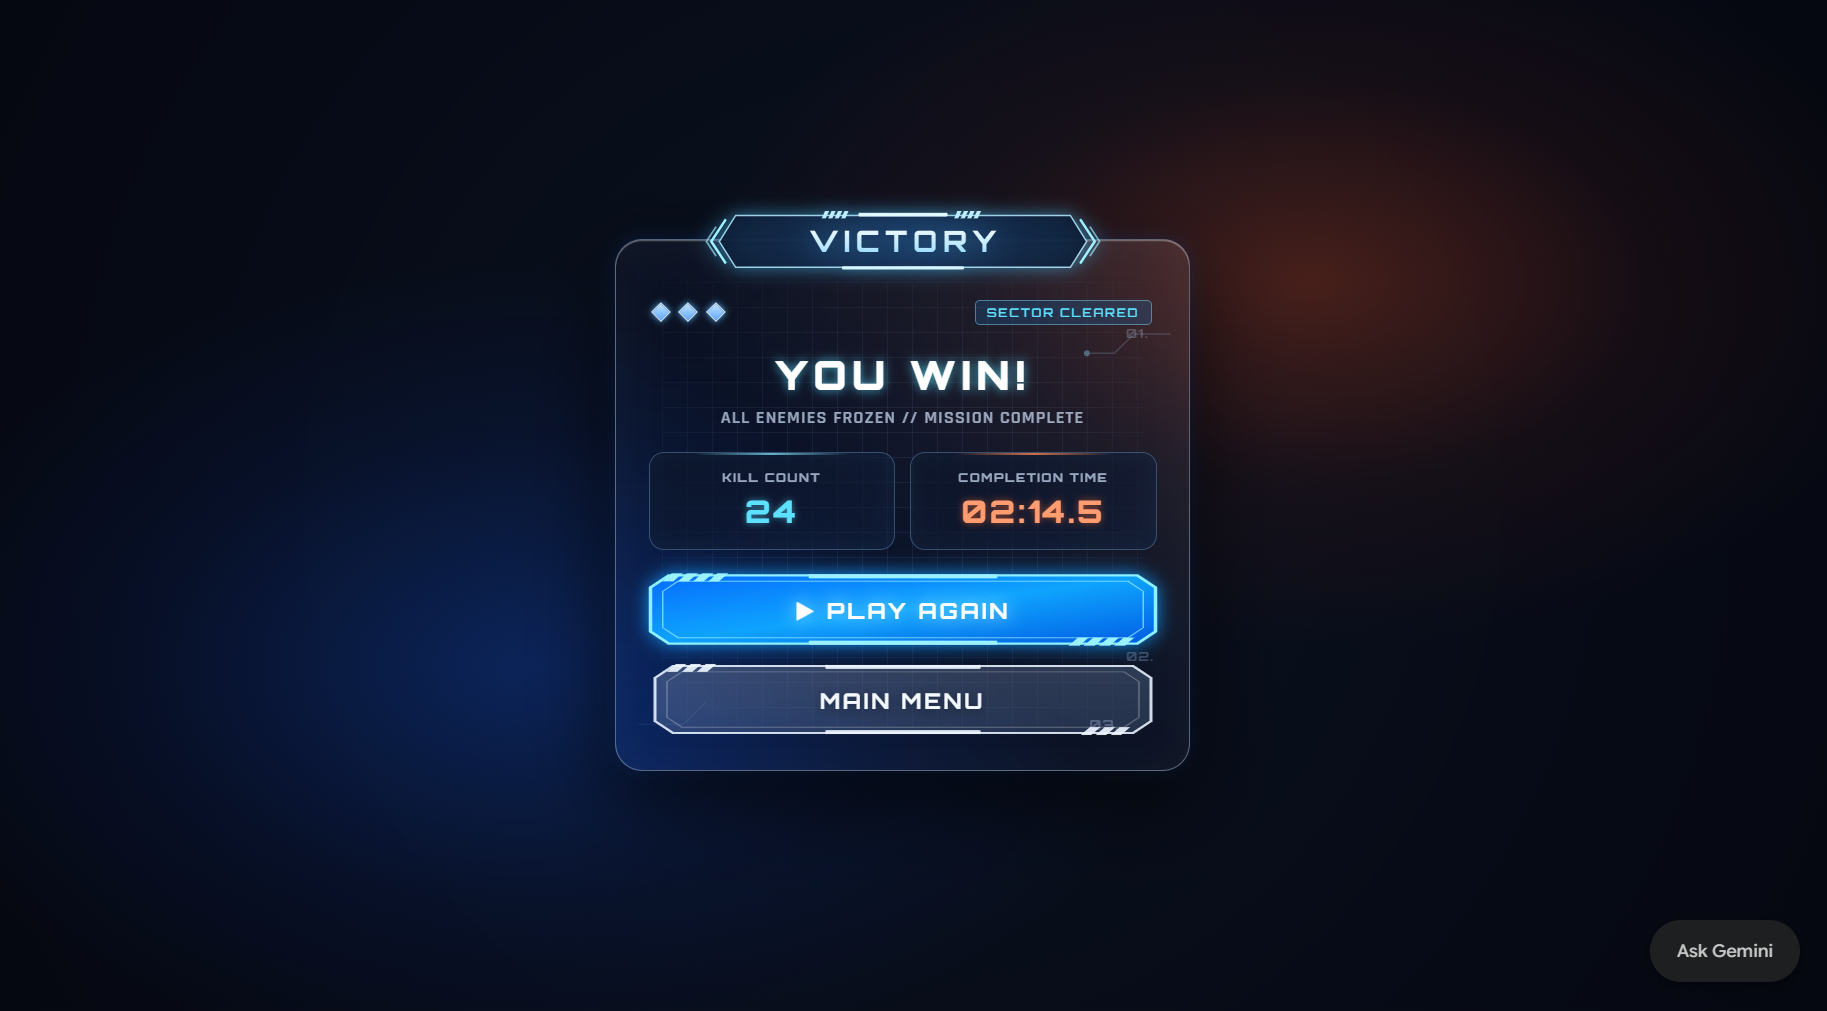 VICTORY
SECTOR CLEARED
01.
YOU WIN!
ALL ENEMIES FROZEN // MISSION COMPLETE
KILL COUNT
24
COMPLETION TIME
02:14.5
PLAY AGAIN
02.
MAIN MENU
03
Ask Gemini